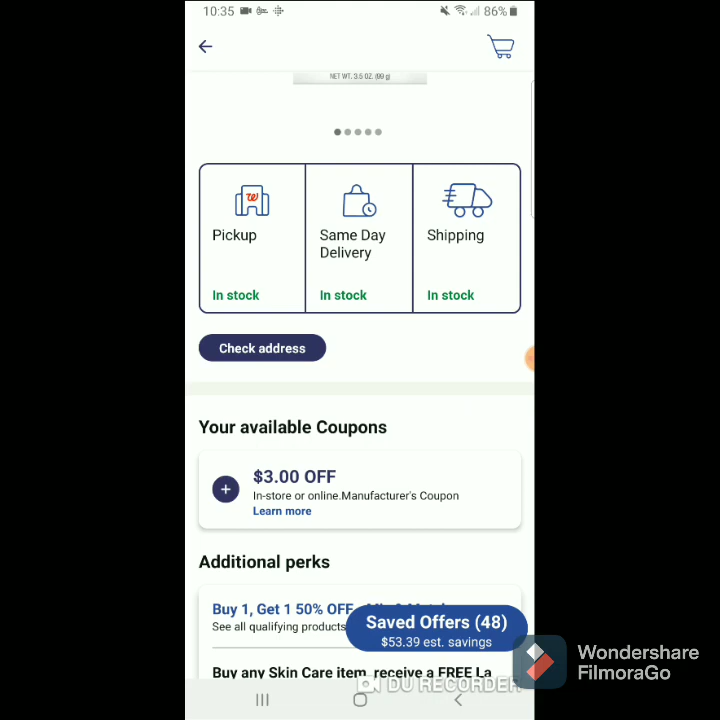 10:35
86%
NET WT. 3.5 OZ. (99 g)
Pickup
Same Day
Delivery
Shipping
In stock
In stock
In stock
Check address
Your available Coupons
$3.00 OFF
In-store or online.Manufacturer's Coupon
Learn more
Additional perks
Buy 1, Get 1 50% OFF
See all qualifying products
Saved Offers (48)
$53.39 est. savings
Buy any Skin Care item, receive a FREE La
DU RECORDER
Wondershare
FilmoraGo